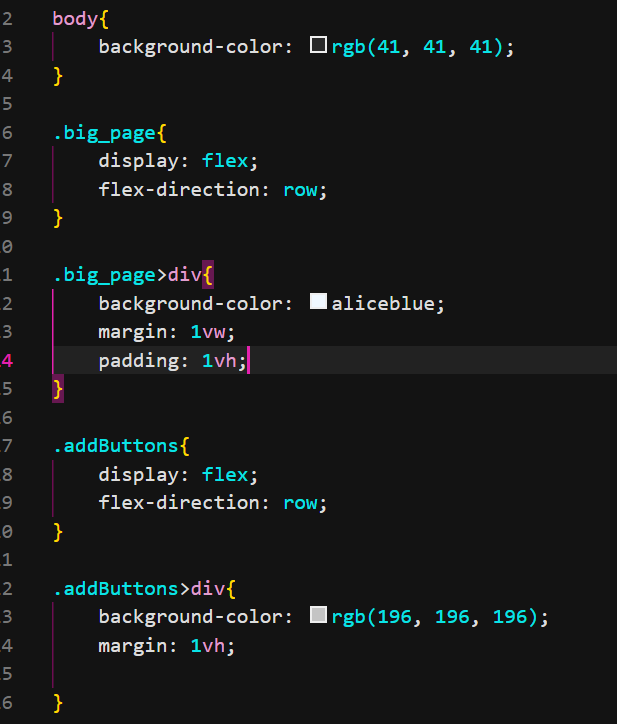 2 body{
3     background-color: rgb(41, 41, 41);
4 }
5
6 .big_page{
7     display: flex;
8     flex-direction: row;
9 }
0
1 .big_page>div{
2     background-color: aliceblue;
3     margin: 1vw;
4     padding: 1vh;
5 }
6
7 .addButtons{
8     display: flex;
9     flex-direction: row;
0 }
1
2 .addButtons>div{
3     background-color: rgb(196, 196, 196);
4     margin: 1vh;
5
6 }